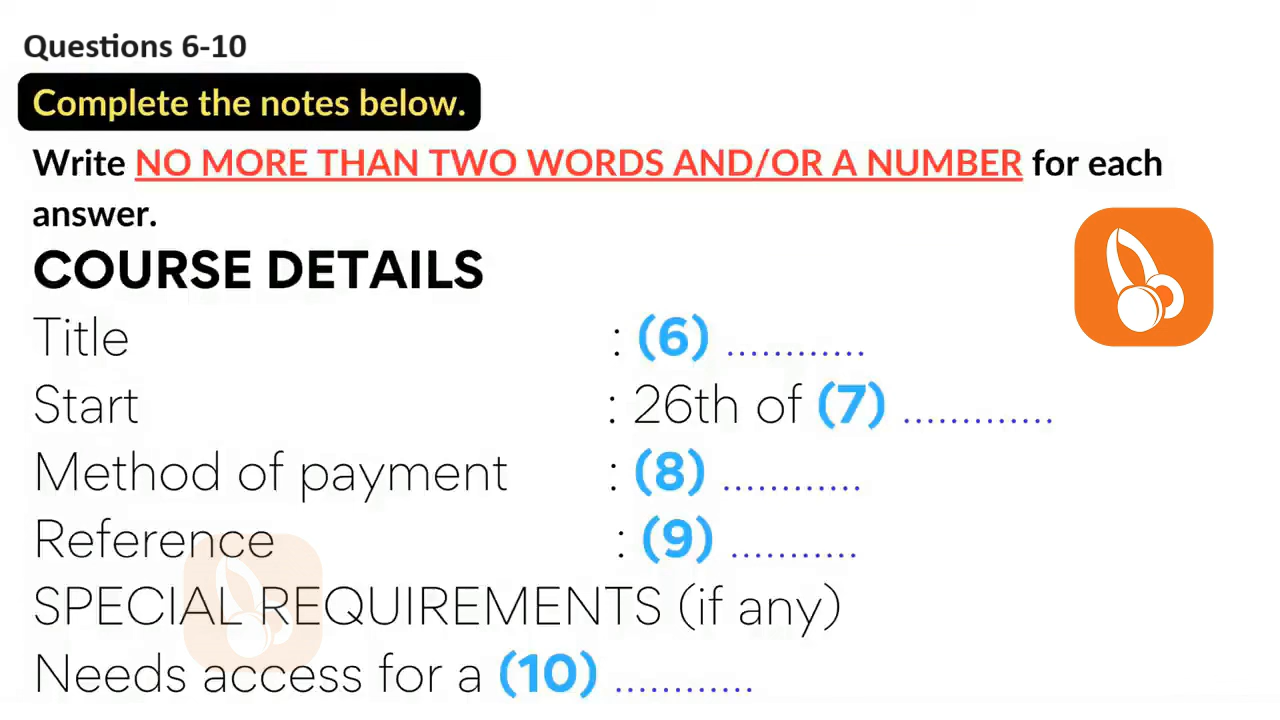 Questions 6-10
Complete the notes below.
Write NO MORE THAN TWO WORDS AND/OR A NUMBER for each
answer.
COURSE DETAILS
Title : (6) ............
Start : 26th of (7) .............
Method of payment : (8) ............
Reference : (9) ...........
SPECIAL REQUIREMENTS (if any)
Needs access for a (10) ............